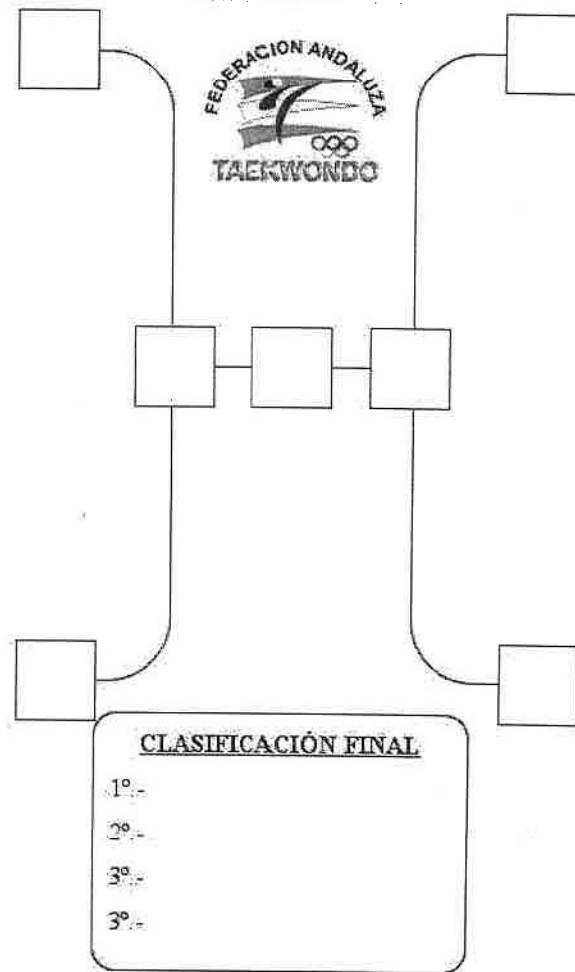 FEDERACION ANDALUZA
TAEKWONDO
CLASIFICACIÓN FINAL
1º.-
2º.-
3º.-
3º.-